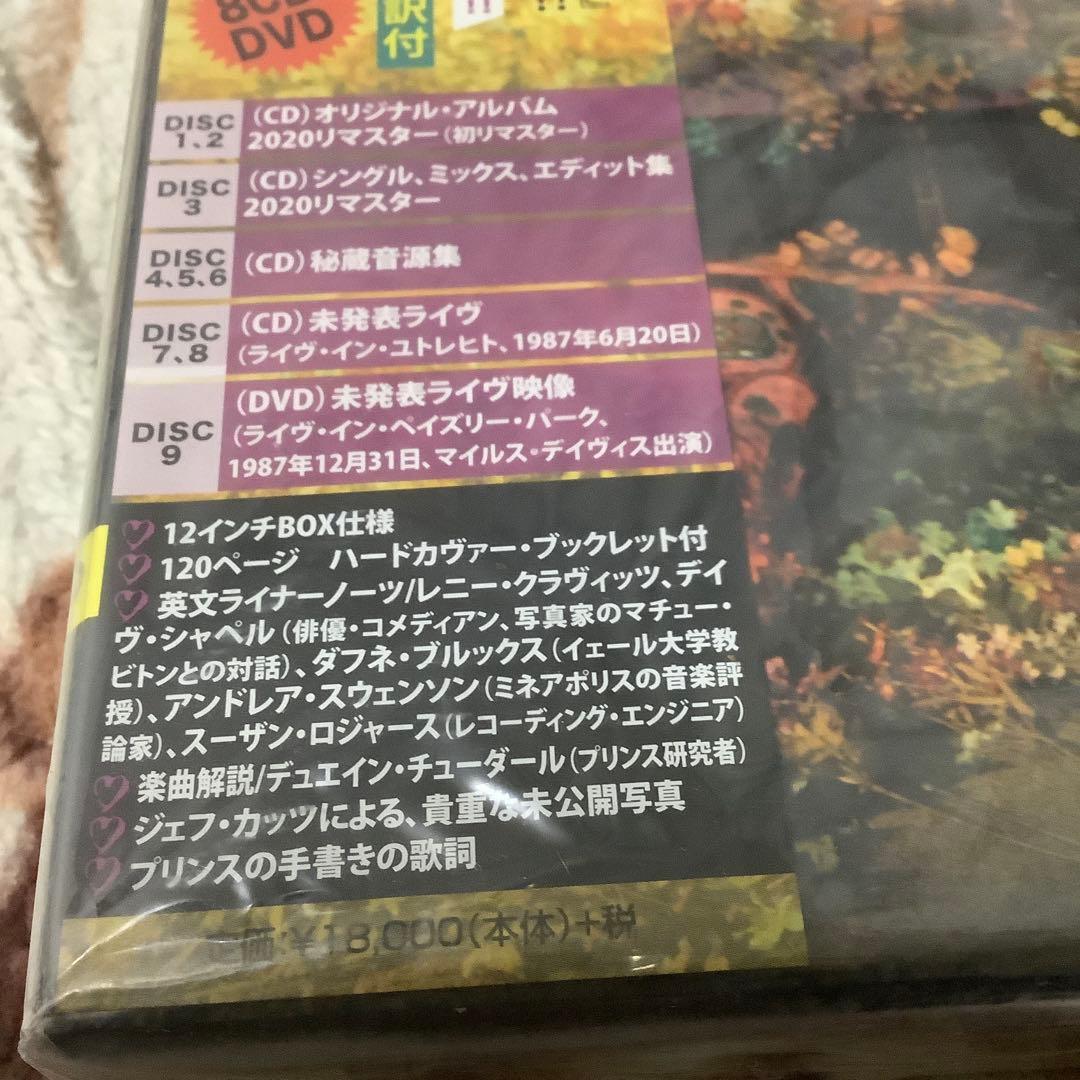 8CD
DVD
訳付
!!
DISC
1、2
(CD)オリジナル・アルバム
2020リマスター(初リマスター)
DISC
3
(CD)シングル、ミックス、エディット集
2020リマスター
DISC
4、5、6
(CD)秘蔵音源集
DISC
7、8
(CD)未発表ライヴ
(ライヴ・イン・ユトレヒト、1987年6月20日)
DISC
9
(DVD)未発表ライヴ映像
(ライヴ・イン・ペイズリー・パーク、
1987年12月31日、マイルス・デイヴィス出演)
12インチBOX仕様
120ページ ハードカヴァー・ブックレット付
英文ライナーノーツ/レニー・クラヴィッツ、デイ
ヴ・シャペル(俳優・コメディアン、写真家のマチュー・
ビトンとの対話)、ダフネ・ブルックス(イェール大学教
授)、アンドレア・スウェンソン(ミネアポリスの音楽評
論家)、スーザン・ロジャース(レコーディング・エンジニア)
楽曲解説/デュエイン・チューダール(プリンス研究者)
ジェフ・カッツによる、貴重な未公開写真
プリンスの手書きの歌詞
定価:¥18,000(本体)+税